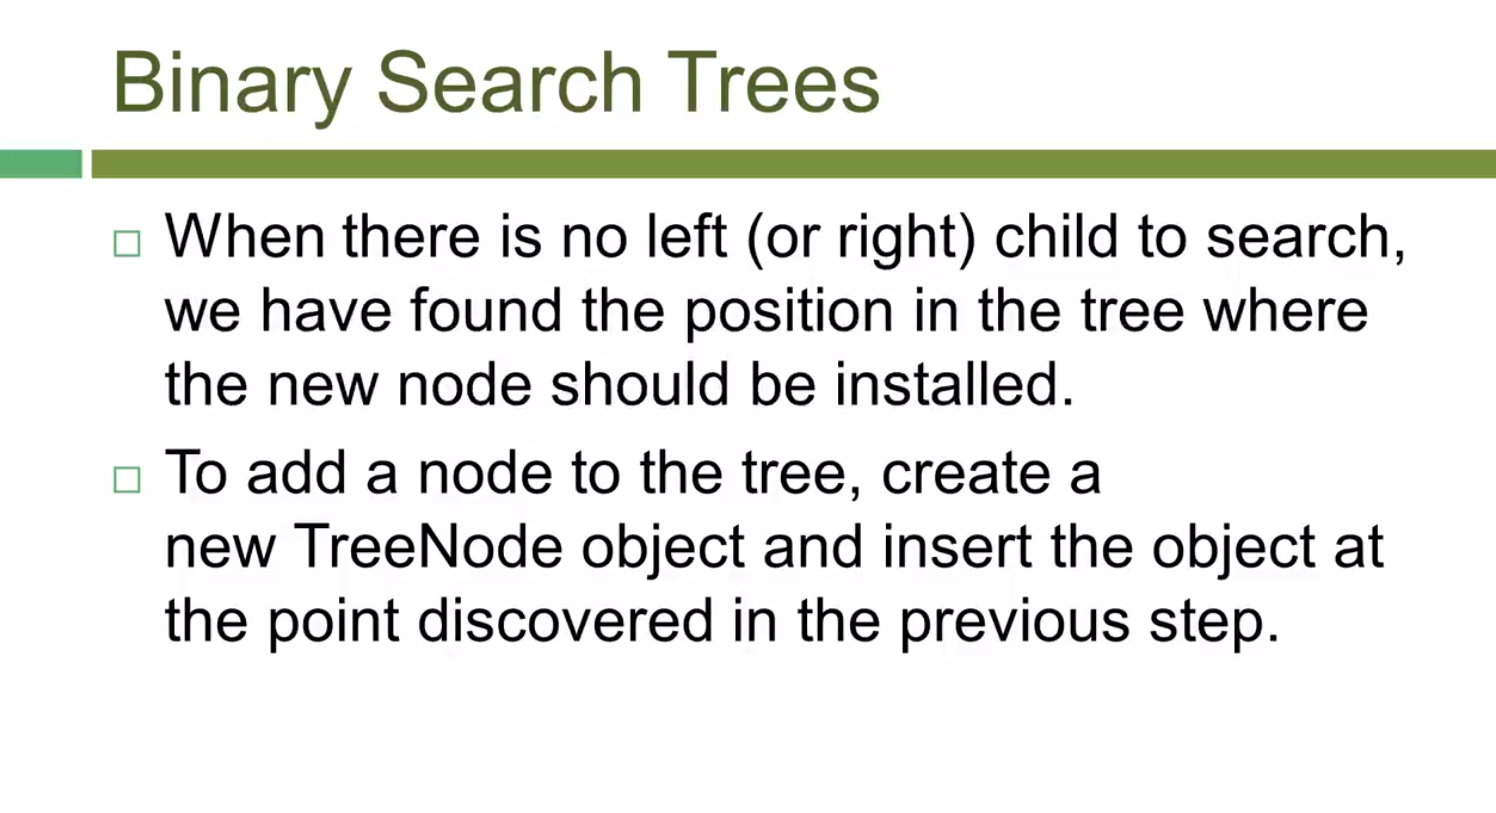 Binary Search Trees
When there is no left (or right) child to search,
we have found the position in the tree where
the new node should be installed.
To add a node to the tree, create a
new TreeNode object and insert the object at
the point discovered in the previous step.